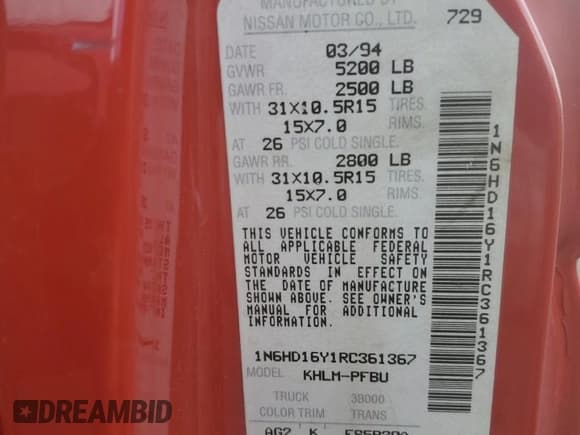 MANUFACTURED BY
NISSAN MOTOR CO., LTD. 729
DATE 03/94
GVWR 5200 LB
GAWR FR. 2500 LB
WITH 31X10.5R15 TIRES.
15X7.0 RIMS.
AT 26 PSI COLD SINGLE.
GAWR RR. 2800 LB
WITH 31X10.5R15 TIRES.
15X7.0 RIMS.
AT 26 PSI COLD SINGLE.
THIS VEHICLE CONFORMS TO
ALL APPLICABLE FEDERAL
MOTOR VEHICLE SAFETY
STANDARDS IN EFFECT ON
THE DATE OF MANUFACTURE
SHOWN ABOVE. SEE OWNER'S
MANUAL FOR ADDITIONAL
INFORMATION.
1N6HD16Y1RC361367
MODEL KHLM-PFBU
TRUCK 38000
COLOR TRIM TRANS
AG2 K
1N6HD16Y1RC361367
DREAMBID